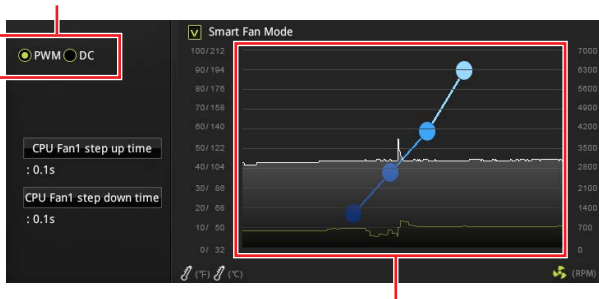 Smart Fan Mode
PWM DC
CPU Fan1 step up time
: 0.1s
CPU Fan1 step down time
: 0.1s
100/212 7000
90/194 6300
80/176 5600
70/158 4900
60/140 4200
50/122 3500
40/104 2800
30/ 86 2100
20/ 68 1400
10/ 50 700
0/ 32 0
(°F) (°C) (RPM)